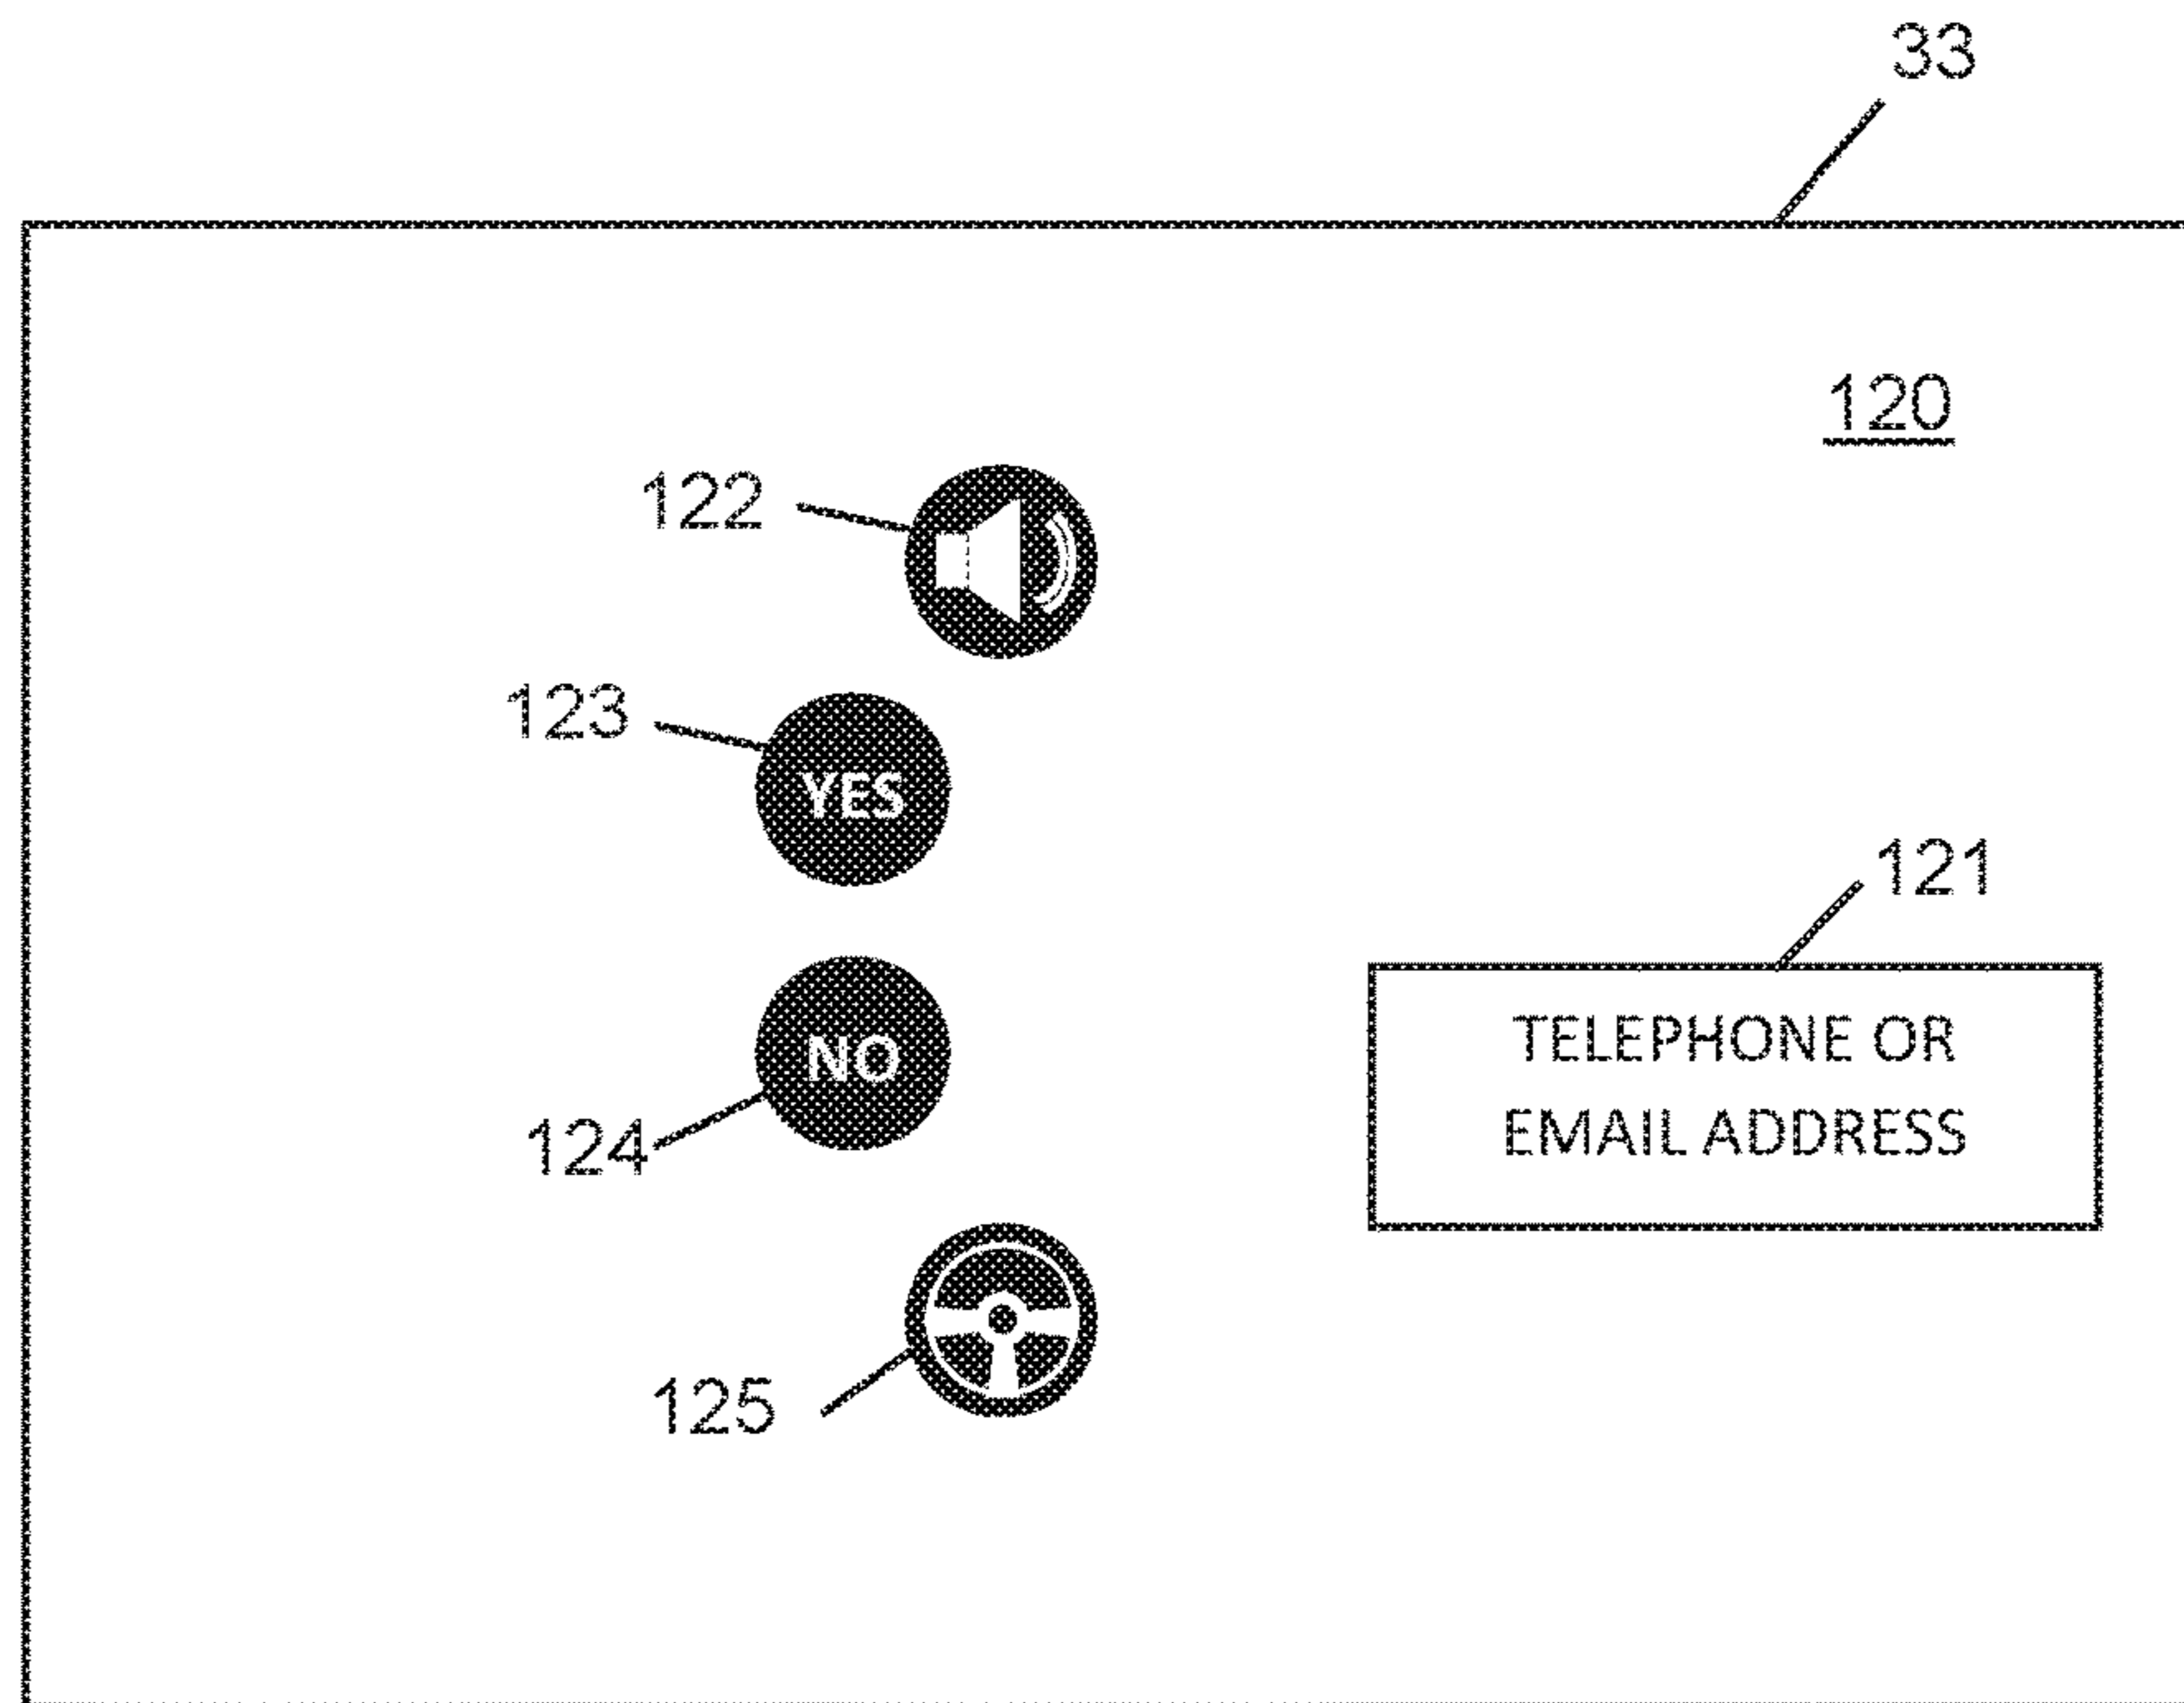 33
120
122
123
YES
121
TELEPHONE OR
EMAIL ADDRESS
NO
124
125